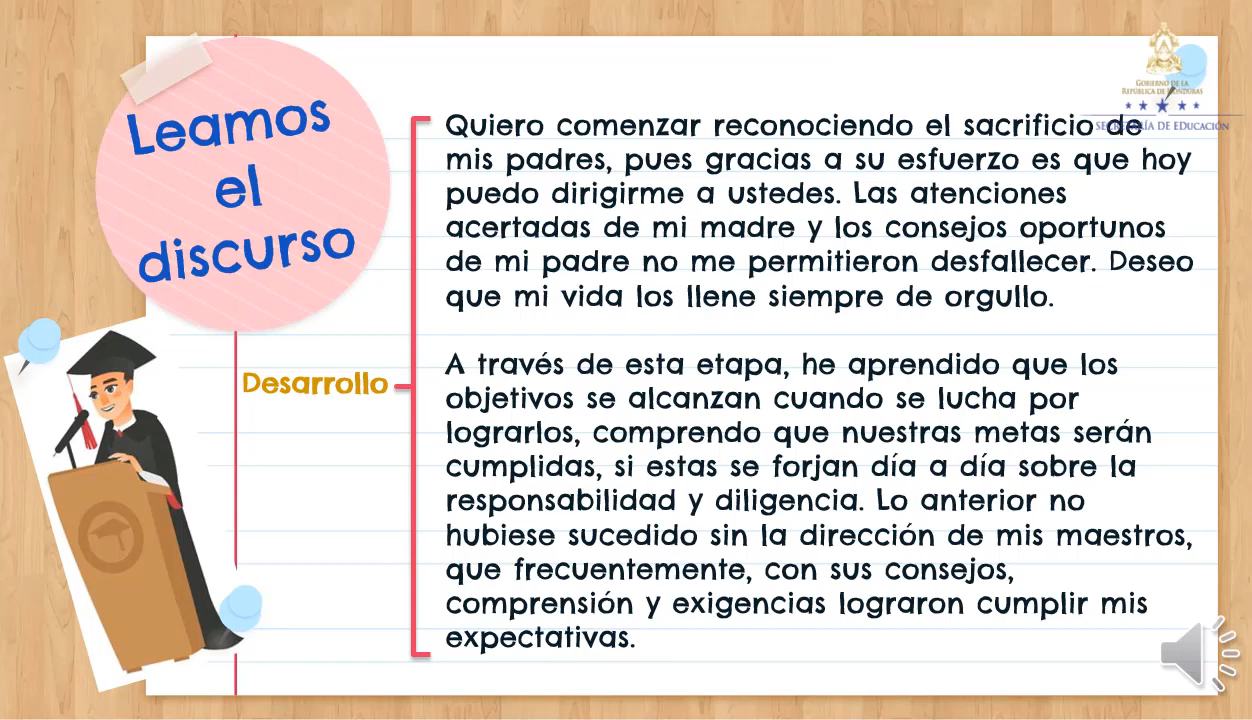 Leamos
el
discurso
GOBIERNO DE LA
REPÚBLICA DE HONDURAS
SECRETARÍA DE EDUCACIÓN
Desarrollo
Quiero comenzar reconociendo el sacrificio de
mis padres, pues gracias a su esfuerzo es que hoy
puedo dirigirme a ustedes. Las atenciones
acertadas de mi madre y los consejos oportunos
de mi padre no me permitieron desfallecer. Deseo
que mi vida los llene siempre de orgullo.
A través de esta etapa, he aprendido que los
objetivos se alcanzan cuando se lucha por
lograrlos, comprendo que nuestras metas serán
cumplidas, si estas se forjan día a día sobre la
responsabilidad y diligencia. Lo anterior no
hubiese sucedido sin la dirección de mis maestros,
que frecuentemente, con sus consejos,
comprensión y exigencias lograron cumplir mis
expectativas.